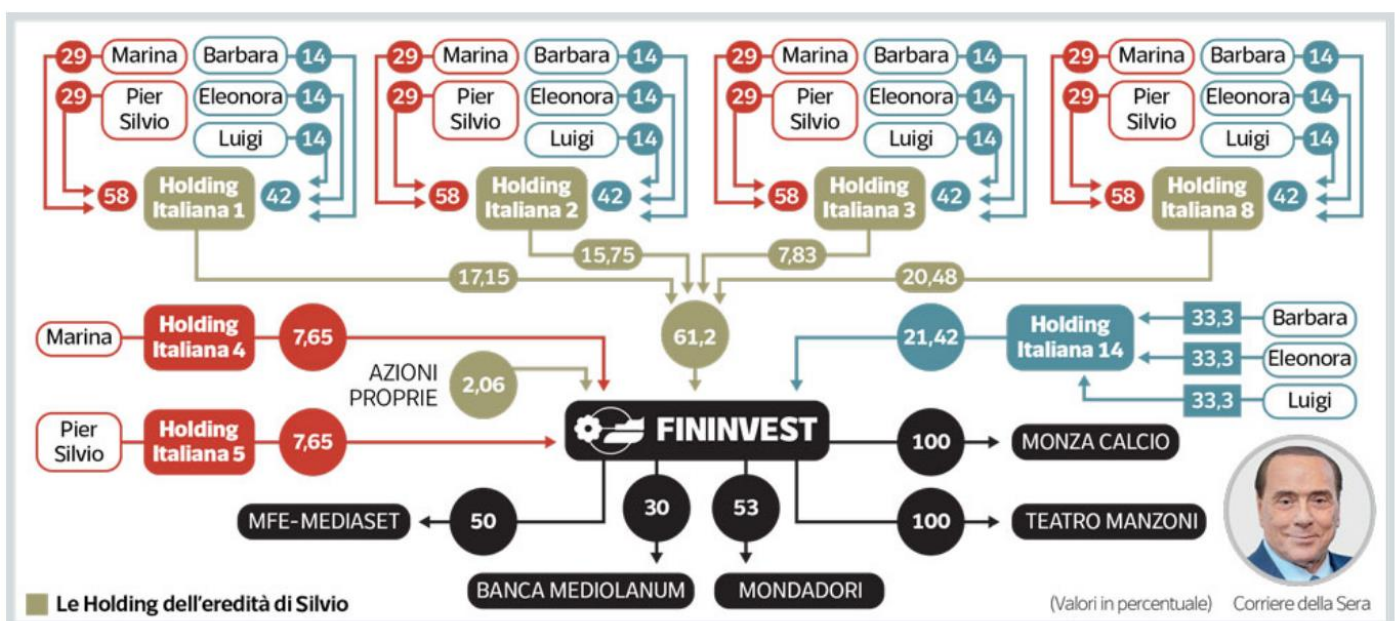 29 Marina Barbara 14
29 Pier Silvio Eleonora 14
Luigi 14
58 Holding Italiana 1 42
29 Marina Barbara 14
29 Pier Silvio Eleonora 14
Luigi 14
58 Holding Italiana 2 42
29 Marina Barbara 14
29 Pier Silvio Eleonora 14
Luigi 14
58 Holding Italiana 3 42
29 Marina Barbara 14
29 Pier Silvio Eleonora 14
Luigi 14
58 Holding Italiana 8 42
17,15
15,75
7,83
20,48
61,2
Marina
Holding
Italiana 4
7,65
AZIONI
PROPRIE
2,06
Pier
Silvio
Holding
Italiana 5
7,65
21,42
Holding
Italiana 14
33,3 Barbara
33,3 Eleonora
33,3 Luigi
FININVEST
100 MONZA CALCIO
MFE-MEDIASET 50
30
53
100 TEATRO MANZONI
BANCA MEDIOLANUM
MONDADORI
Le Holding dell'eredità di Silvio
(Valori in percentuale) Corriere della Sera